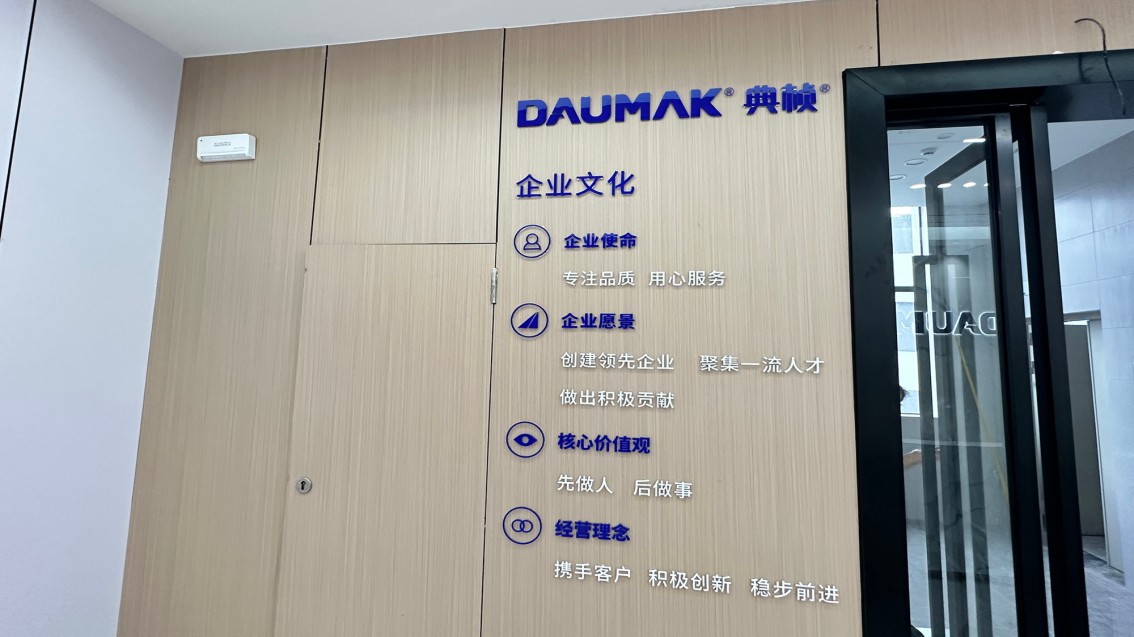 DAUMAK® 典桢®
企业文化
企业使命
专注品质 用心服务
企业愿景
创建领先企业 聚集一流人才
做出积极贡献
核心价值观
先做人 后做事
经营理念
携手客户 积极创新 稳步前进